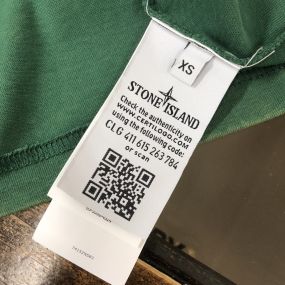 XS
STONE ISLAND
Check the authenticity on
WWW.CERTILOGO.COM
using the following code:
CLG 411 615 263 784
or scan